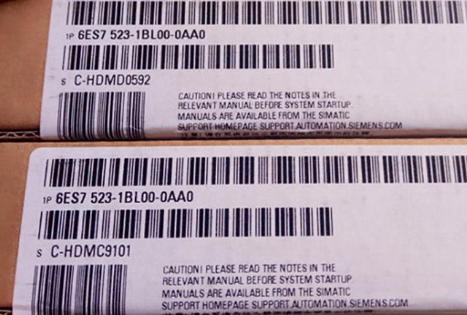 1P 6ES7 523-1BL00-0AA0
S C-HDMD0592
CAUTION! PLEASE READ THE NOTES IN THE
RELEVANT MANUAL BEFORE SYSTEM STARTUP.
MANUALS ARE AVAILABLE FROM THE SIMATIC
SUPPORT HOMEPAGE SUPPORT.AUTOMATION.SIEMENS.COM
1P 6ES7 523-1BL00-0AA0
S C-HDMC9101
CAUTION! PLEASE READ THE NOTES IN THE
RELEVANT MANUAL BEFORE SYSTEM STARTUP
MANUALS ARE AVAILABLE FROM THE SIMATIC
SUPPORT HOMEPAGE SUPPORT.AUTOMATION.SIEMENS.COM